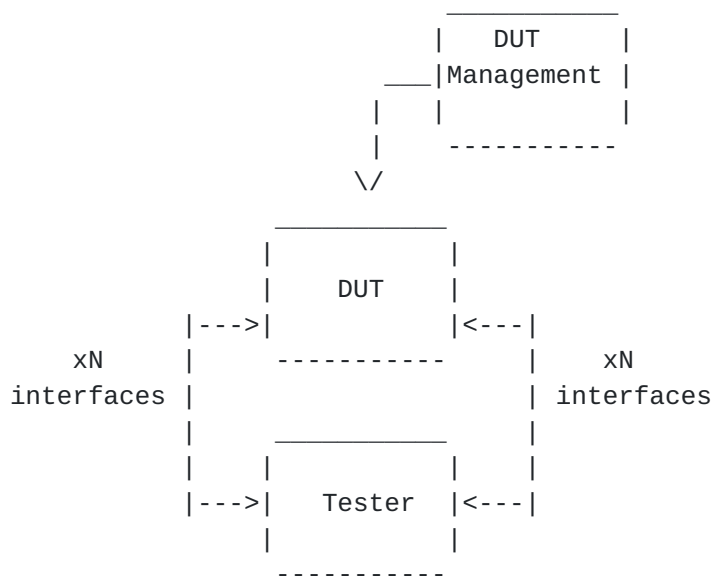 DUT
Management
DUT
xN xN
interfaces interfaces
Tester